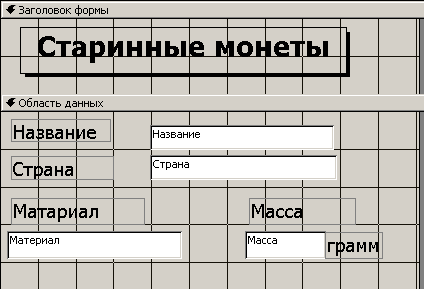 Заголовок формы
Старинные монеты
Область данных
Название Название
Страна Страна
Матариал Масса
Материал Масса грамм